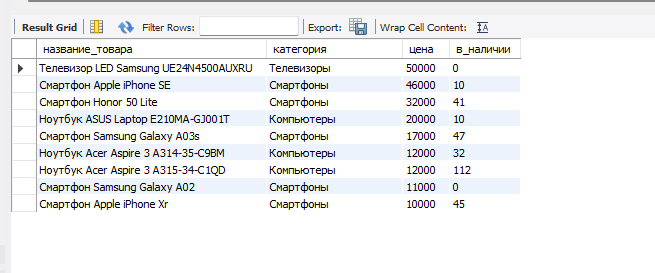 Result Grid Filter Rows: Export: Wrap Cell Content: IA
название_товара категория цена в_наличии
Телевизор LED Samsung UE24N4500AUXRU Телевизоры 50000 0
Смартфон Apple iPhone SE Смартфоны 46000 10
Смартфон Honor 50 Lite Смартфоны 32000 41
Ноутбук ASUS Laptop E210MA-GJ001T Компьютеры 20000 10
Смартфон Samsung Galaxy A03s Смартфоны 17000 47
Ноутбук Acer Aspire 3 A314-35-C9BM Компьютеры 12000 32
Ноутбук Acer Aspire 3 A315-34-C1QD Компьютеры 12000 112
Смартфон Samsung Galaxy A02 Смартфоны 11000 0
Смартфон Apple iPhone Xr Смартфоны 10000 45